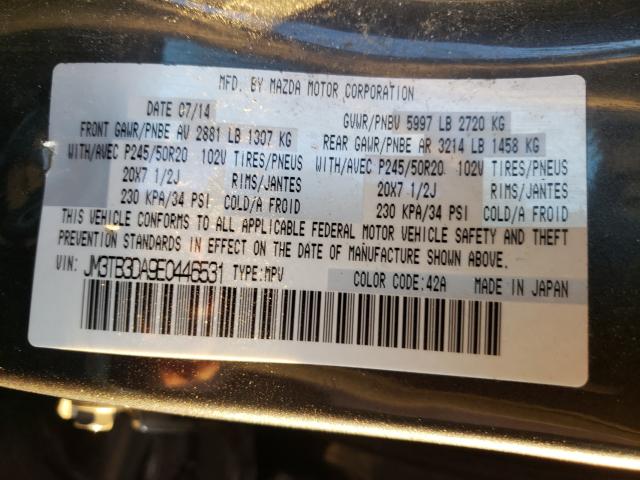 MFD. BY MAZDA MOTOR CORPORATION
DATE 07/14 GVWR/PNBV 5997 LB 2720 KG
FRONT GAWR/PNBE AV 2881 LB 1307 KG REAR GAWR/PNBE AR 3214 LB 1458 KG
WITH/AVEC P245/50R20 102V TIRES/PNEUS WITH/AVEC P245/50R20 102V TIRES/PNEUS
20X7 1/2J RIMS/JANTES 20X7 1/2J RIMS/JANTES
230 KPA/34 PSI COLD/A FROID 230 KPA/34 PSI COLD/A FROID
THIS VEHICLE CONFORMS TO ALL APPLICABLE FEDERAL MOTOR VEHICLE SAFETY AND THEFT
PREVENTION STANDARDS IN EFFECT ON THE DATE OF MANUFACTURE SHOWN ABOVE.
VIN: JM3TB3DA9E0446531 TYPE:MPV COLOR CODE:42A MADE IN JAPAN